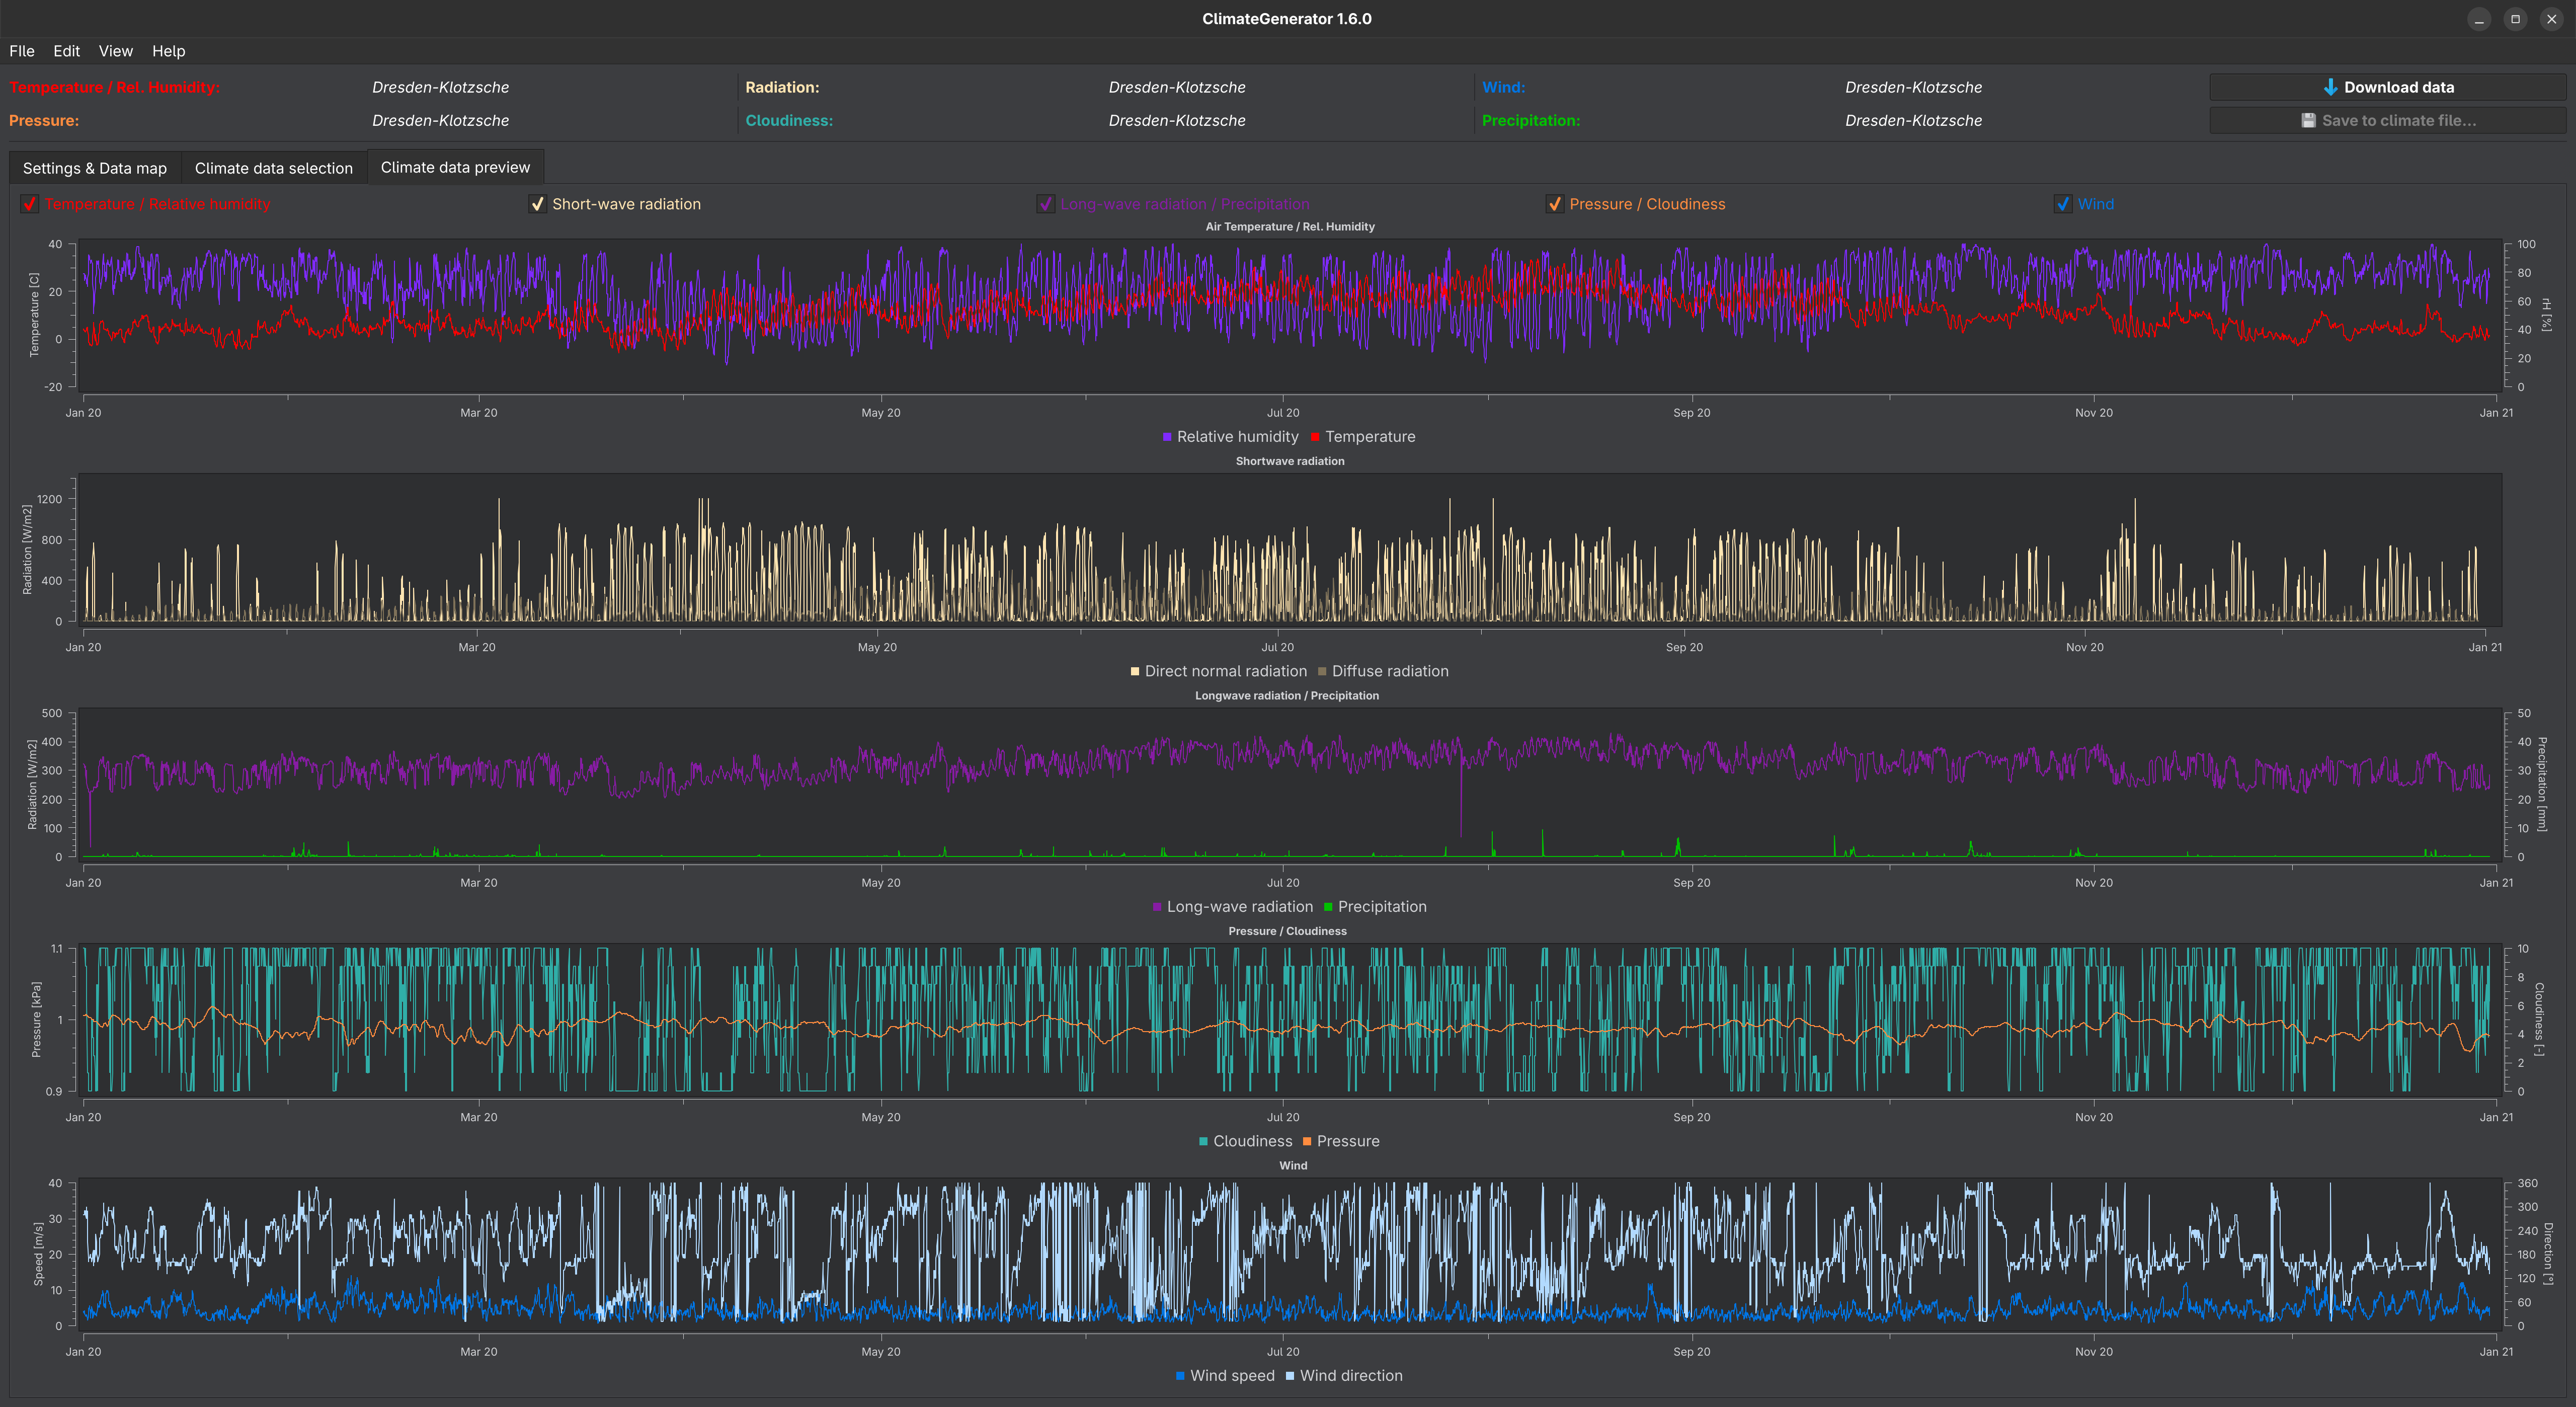 ClimateGenerator 1.6.0
FIle Edit View Help
Temperature / Rel. Humidity: Dresden-Klotzsche Radiation: Dresden-Klotzsche Wind: Dresden-Klotzsche Download data
Pressure: Dresden-Klotzsche Cloudiness: Dresden-Klotzsche Precipitation: Dresden-Klotzsche Save to climate file...
Settings & Data map Climate data selection Climate data preview
Temperature / Relative humidity Short-wave radiation Long-wave radiation / Precipitation Pressure / Cloudiness Wind
Air Temperature / Rel. Humidity
Temperature [C]
40
20
0
-20
100
80
60
40
20
0
rH [%]
Jan 20 Mar 20 May 20 Jul 20 Sep 20 Nov 20 Jan 21
Relative humidity Temperature
Shortwave radiation
Radiation [W/m2]
1200
800
400
0
Jan 20 Mar 20 May 20 Jul 20 Sep 20 Nov 20 Jan 21
Direct normal radiation Diffuse radiation
Longwave radiation / Precipitation
Radiation [W/m2]
500
400
300
200
100
0
50
40
30
20
10
0
Precipitation [mm]
Jan 20 Mar 20 May 20 Jul 20 Sep 20 Nov 20 Jan 21
Long-wave radiation Precipitation
Pressure / Cloudiness
Pressure [kPa]
1.1
1
0.9
10
8
6
4
2
0
Cloudiness [-]
Jan 20 Mar 20 May 20 Jul 20 Sep 20 Nov 20 Jan 21
Cloudiness Pressure
Wind
Speed [m/s]
40
30
20
10
0
360
300
240
180
120
60
0
Direction [°]
Jan 20 Mar 20 May 20 Jul 20 Sep 20 Nov 20 Jan 21
Wind speed Wind direction